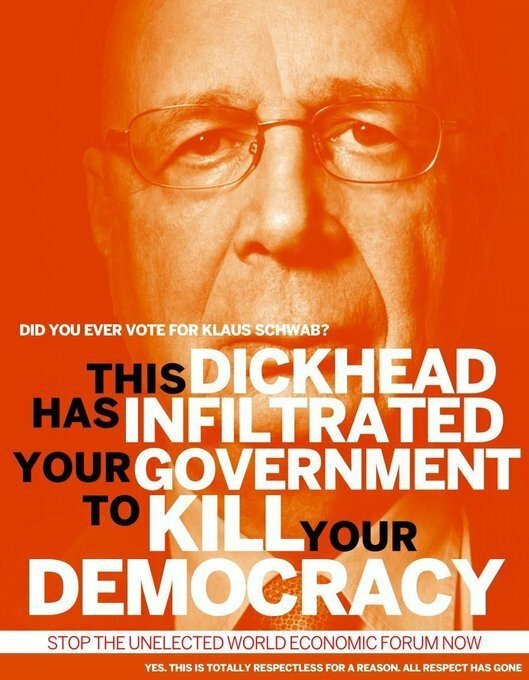 DID YOU EVER VOTE FOR KLAUS SCHWAB?
THIS DICKHEAD
HAS INFILTRATED
YOUR GOVERNMENT
TO KILL YOUR
DEMOCRACY
STOP THE UNELECTED WORLD ECONOMIC FORUM NOW
YES. THIS IS TOTALLY RESPECTLESS FOR A REASON. ALL RESPECT HAS GONE